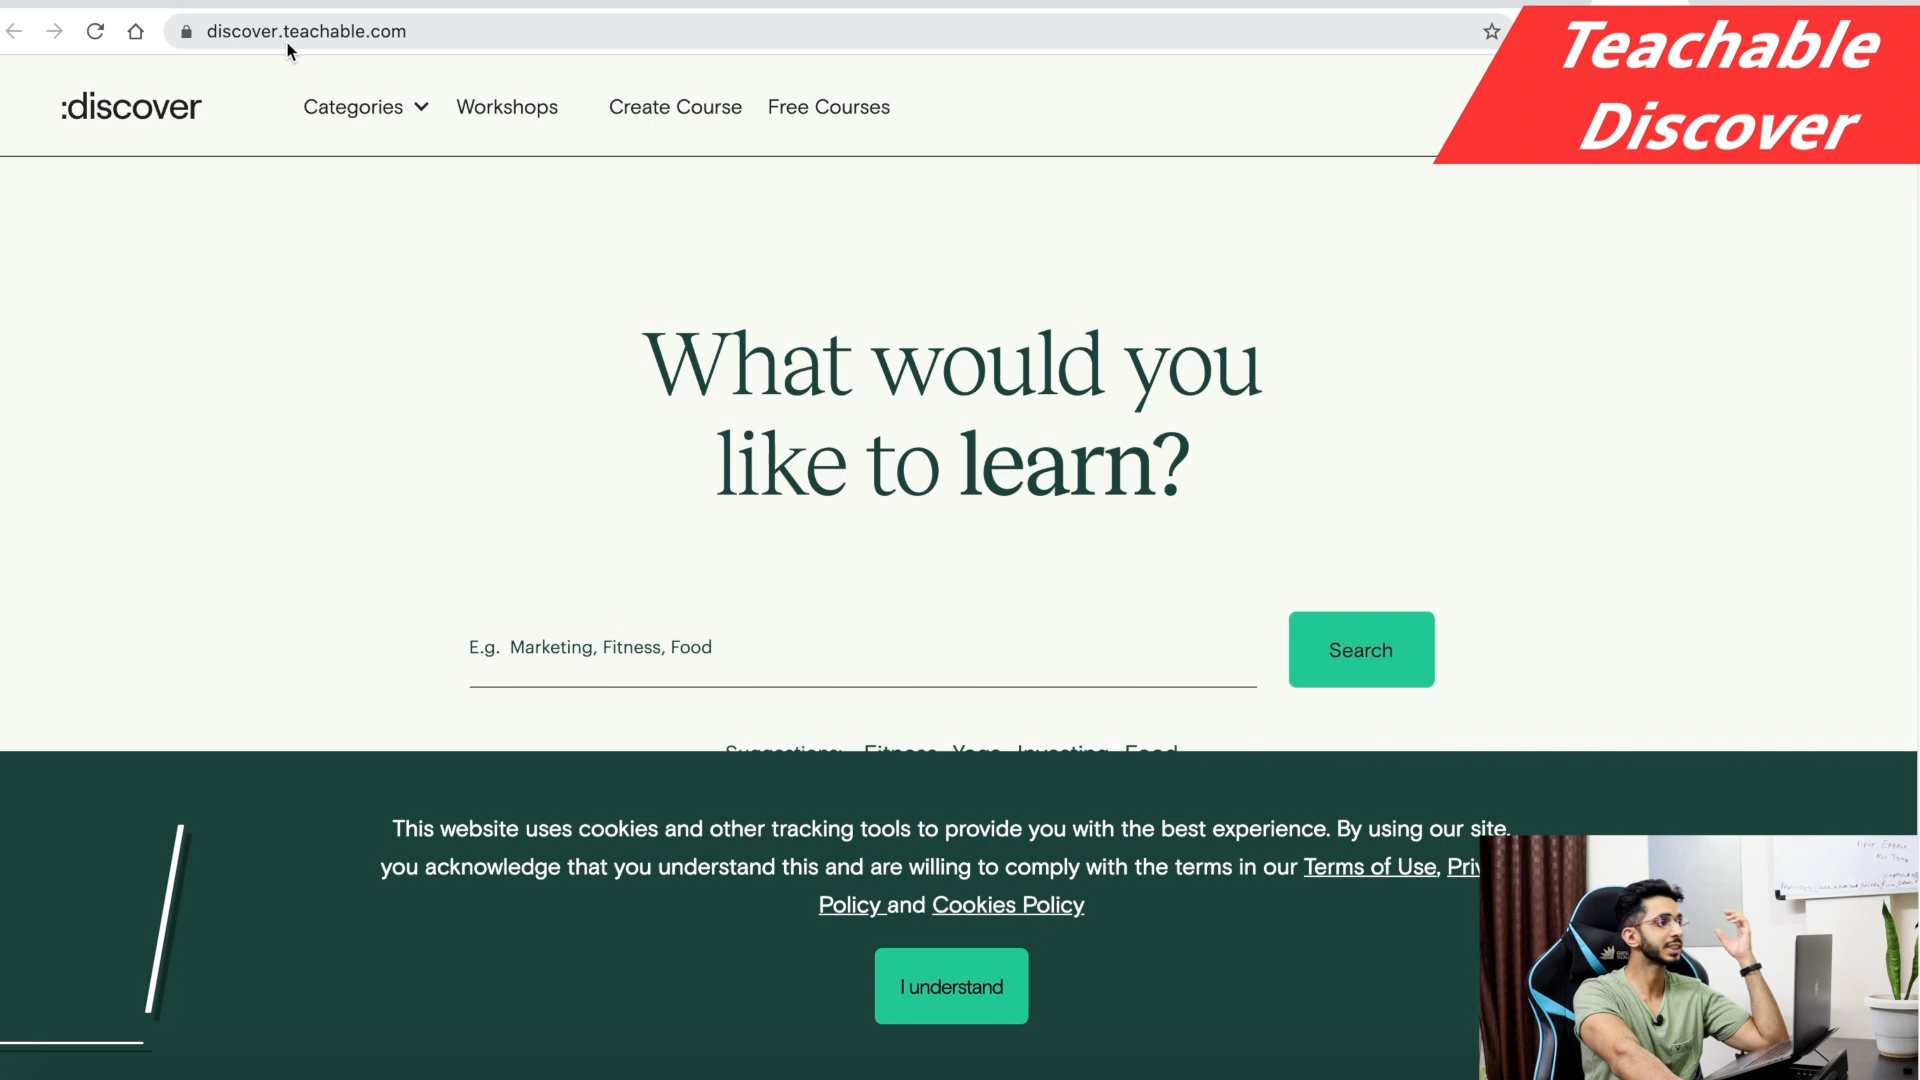 discover.teachable.com
Teachable
Discover
:discover
Categories
Workshops
Create Course
Free Courses
What would you
like to learn?
E.g. Marketing, Fitness, Food
Search
Suggestions: Fitness Yoga Investing Food
This website uses cookies and other tracking tools to provide you with the best experience. By using our site,
you acknowledge that you understand this and are willing to comply with the terms in our Terms of Use, Priv
Policy and Cookies Policy
I understand